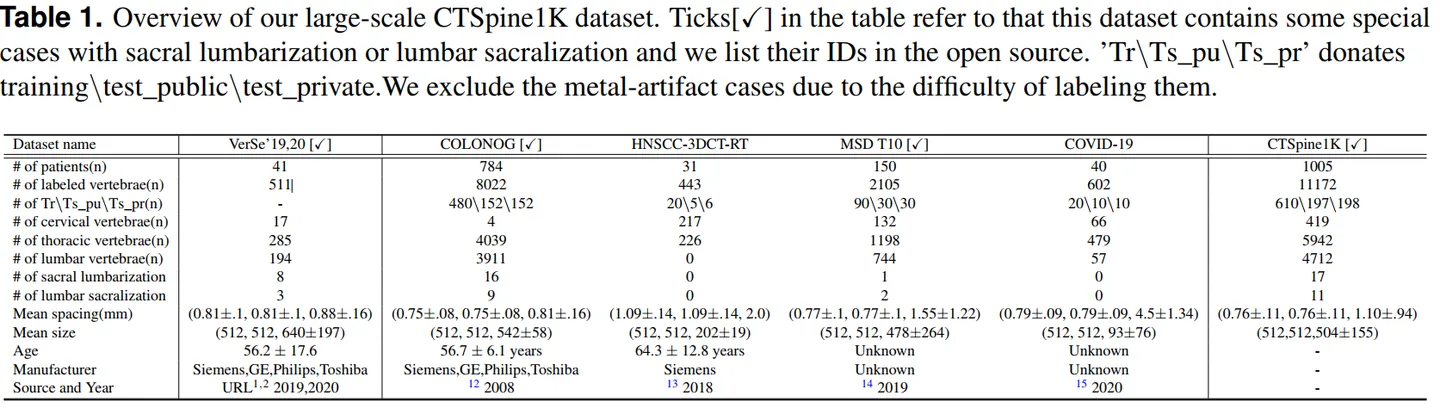 Table 1. Overview of our large-scale CTSpine1K dataset. Ticks[✓] in the table refer to that this dataset contains some special
cases with sacral lumbarization or lumbar sacralization and we list their IDs in the open source. ’Tr\Ts_pu\Ts_pr’ donates
training\test_public\test_private.We exclude the metal-artifact cases due to the difficulty of labeling them.
Dataset name VerSe’19,20 [✓] COLONOG [✓] HNSCC-3DCT-RT MSD T10 [✓] COVID-19 CTSpine1K [✓]
# of patients(n) 41 784 31 150 40 1005
# of labeled vertebrae(n) 511| 8022 443 2105 602 11172
# of Tr\Ts_pu\Ts_pr(n) - 480\152\152 20\5\6 90\30\30 20\10\10 610\197\198
# of cervical vertebrae(n) 17 4 217 132 66 419
# of thoracic vertebrae(n) 285 4039 226 1198 479 5942
# of lumbar vertebrae(n) 194 3911 0 744 57 4712
# of sacral lumbarization 8 16 0 1 0 17
# of lumbar sacralization 3 9 0 2 0 11
Mean spacing(mm) (0.81±.1, 0.81±.1, 0.88±.16) (0.75±.08, 0.75±.08, 0.81±.16) (1.09±.14, 1.09±.14, 2.0) (0.77±.1, 0.77±.1, 1.55±1.22) (0.79±.09, 0.79±.09, 4.5±1.34) (0.76±.11, 0.76±.11, 1.10±.94)
Mean size (512, 512, 640±197) (512, 512, 542±58) (512, 512, 202±19) (512, 512, 478±264) (512, 512, 93±76) (512,512,504±155)
Age 56.2 ± 17.6 56.7 ± 6.1 years 64.3 ± 12.8 years Unknown Unknown -
Manufacturer Siemens,GE,Philips,Toshiba Siemens,GE,Philips,Toshiba Siemens Unknown Unknown -
Source and Year URL1,2 2019,2020 12 2008 13 2018 14 2019 15 2020 -